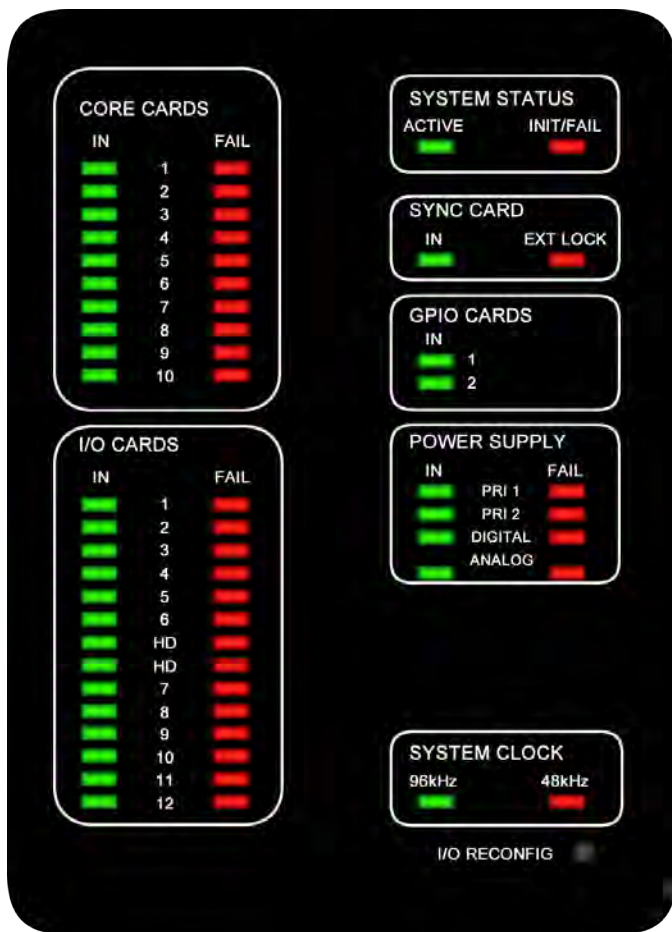 CORE CARDS
IN FAIL
1
2
3
4
5
6
7
8
9
10
I/O CARDS
IN FAIL
1
2
3
4
5
6
HD
HD
7
8
9
10
11
12
SYSTEM STATUS
ACTIVE INIT/FAIL
SYNC CARD
IN EXT LOCK
GPIO CARDS
IN
1
2
POWER SUPPLY
IN FAIL
PRI 1
PRI 2
DIGITAL
ANALOG
SYSTEM CLOCK
96kHz 48kHz
I/O RECONFIG